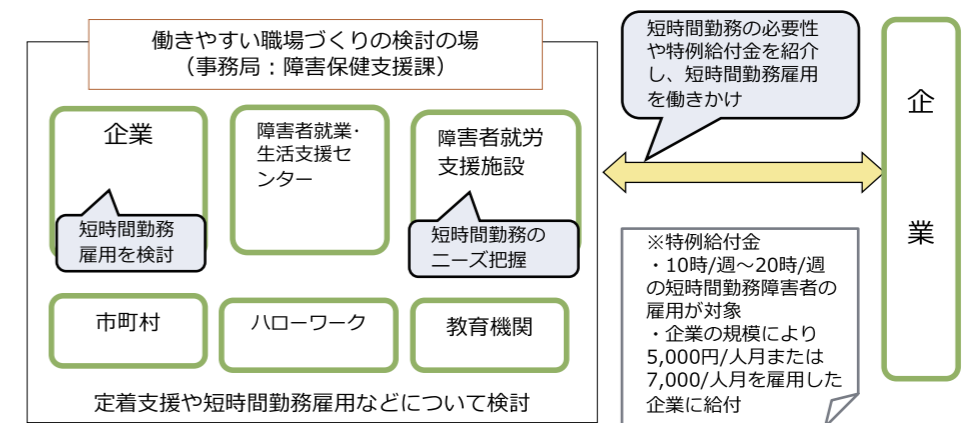 働きやすい職場づくりの検討の場
（事務局：障害保健支援課）
企業
短時間勤務
雇用を検討
障害者就業・
生活支援セ
ンター
障害者就労
支援施設
短時間勤務の
ニーズ把握
市町村
ハローワーク
教育機関
定着支援や短時間勤務雇用などについて検討
短時間勤務の必要性
や特例給付金を紹介
し、短時間勤務雇用
を働きかけ
企
業
※特例給付金
・10時/週～20時/週
の短時間勤務障害者の
雇用が対象
・企業の規模により
5,000円/人月または
7,000/人月を雇用した
企業に給付